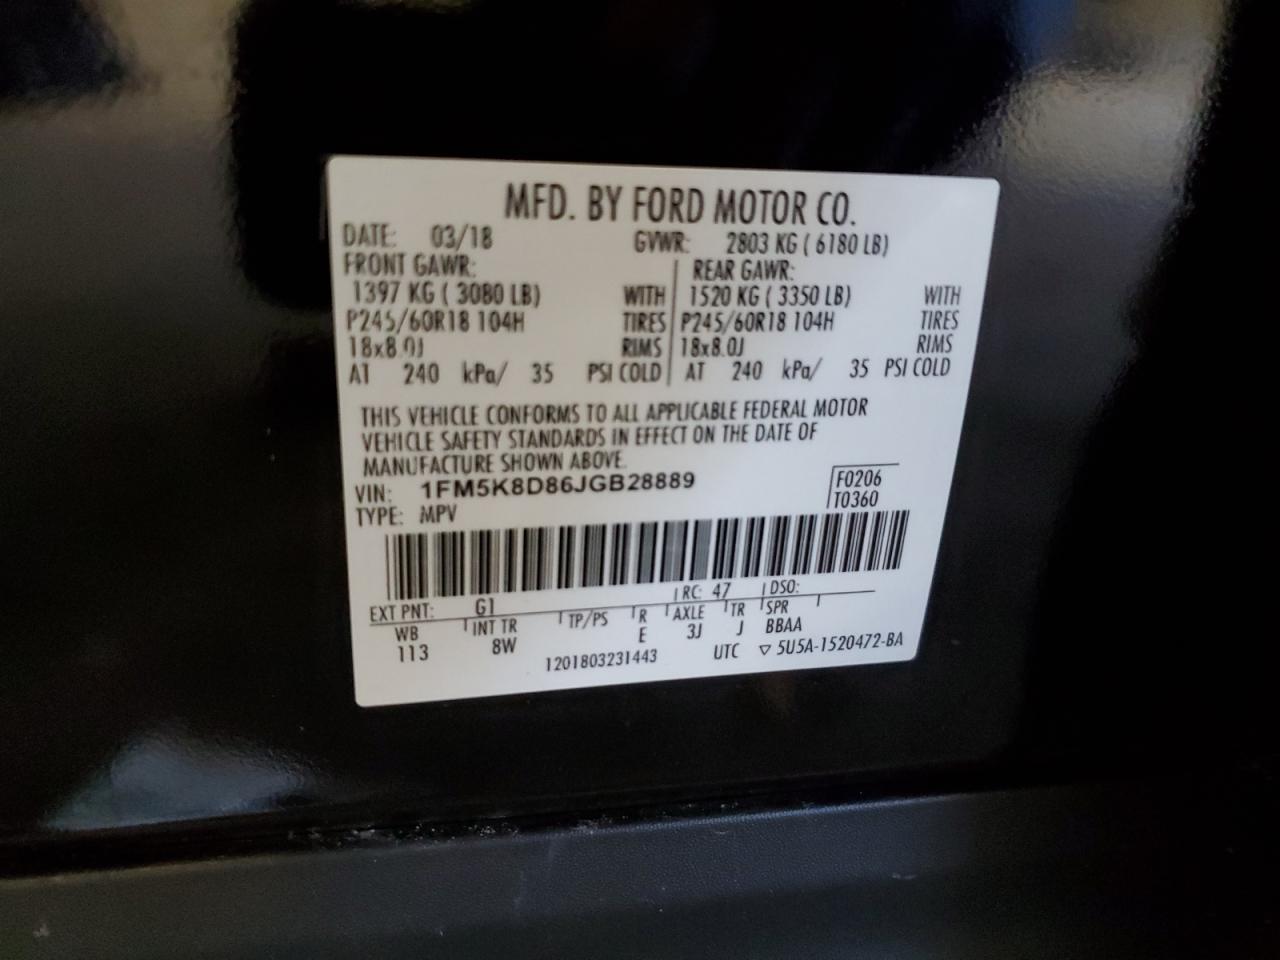 MFD. BY FORD MOTOR CO.
DATE: 03/18 GVWR: 2803 KG ( 6180 LB)
FRONT GAWR: REAR GAWR:
1397 KG ( 3080 LB) WITH 1520 KG ( 3350 LB) WITH
P245/60R18 104H TIRES P245/60R18 104H TIRES
18x8.0J RIMS 18x8.0J RIMS
AT 240 kPa/ 35 PSI COLD AT 240 kPa/ 35 PSI COLD
THIS VEHICLE CONFORMS TO ALL APPLICABLE FEDERAL MOTOR
VEHICLE SAFETY STANDARDS IN EFFECT ON THE DATE OF
MANUFACTURE SHOWN ABOVE.
VIN: 1FM5K8D86JGB28889 F0206
TYPE: MPV T0360
EXT PNT: G1 RC: 47 DSO:
WB INT TR TP/PS R AXLE TR SPR
113 8W E 3J J BBAA
1201803231443 UTC ▽ 5U5A-1520472-BA